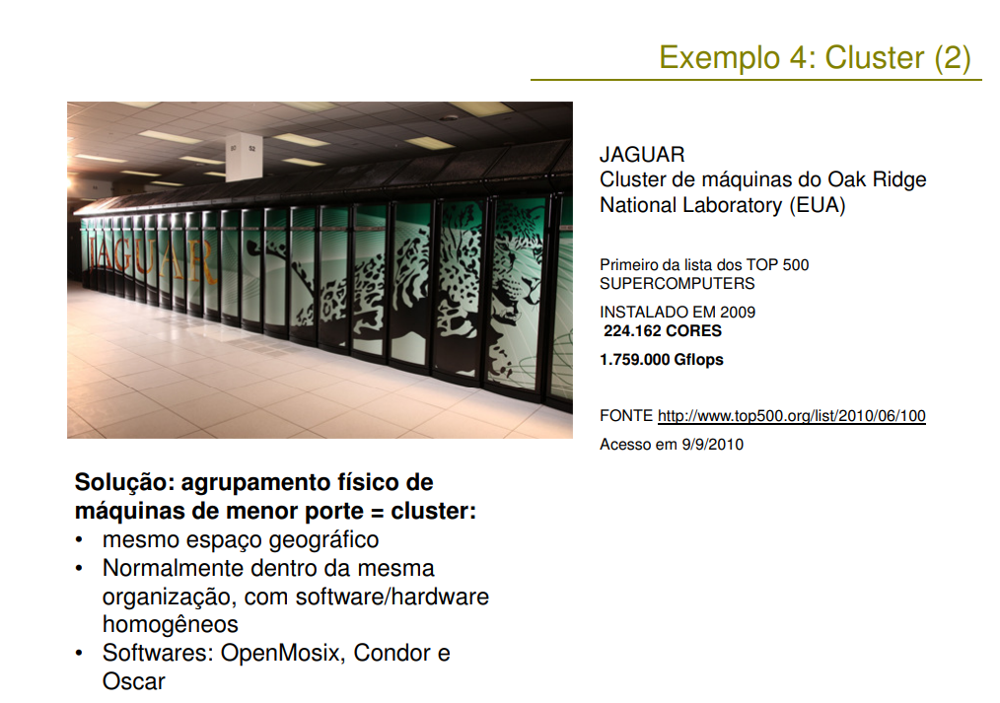 Exemplo 4: Cluster (2)
JAGUAR
JAGUAR
Cluster de máquinas do Oak Ridge
National Laboratory (EUA)
Primeiro da lista dos TOP 500
SUPERCOMPUTERS
INSTALADO EM 2009
224.162 CORES
1.759.000 Gflops
FONTE http://www.top500.org/list/2010/06/100
Acesso em 9/9/2010
Solução: agrupamento físico de
máquinas de menor porte = cluster:
• mesmo espaço geográfico
• Normalmente dentro da mesma
organização, com software/hardware
homogêneos
• Softwares: OpenMosix, Condor e
Oscar